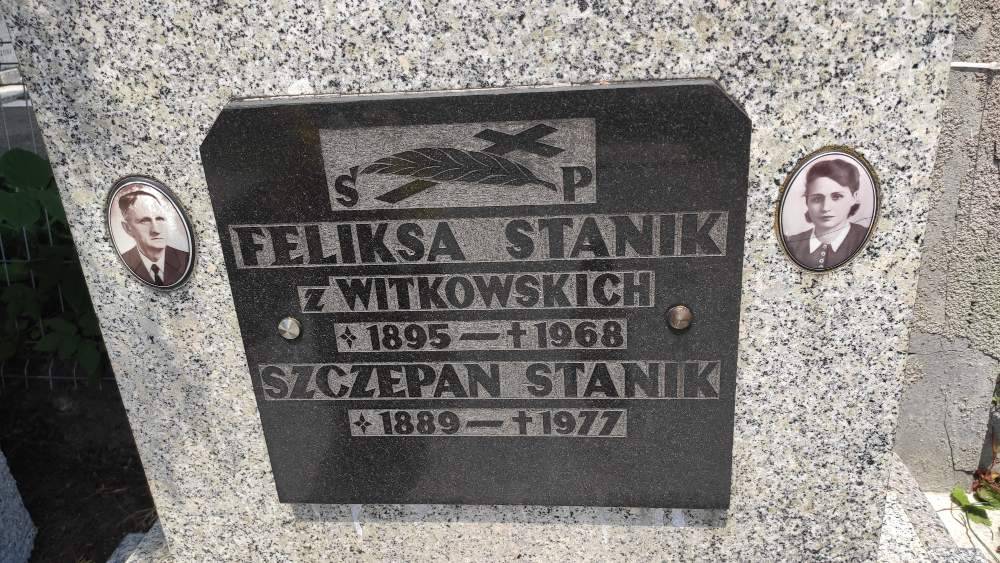 Ś P
FELIKSA STANIK
z WITKOWSKICH
1895 — † 1968
SZCZEPAN STANIK
1889 — † 1977